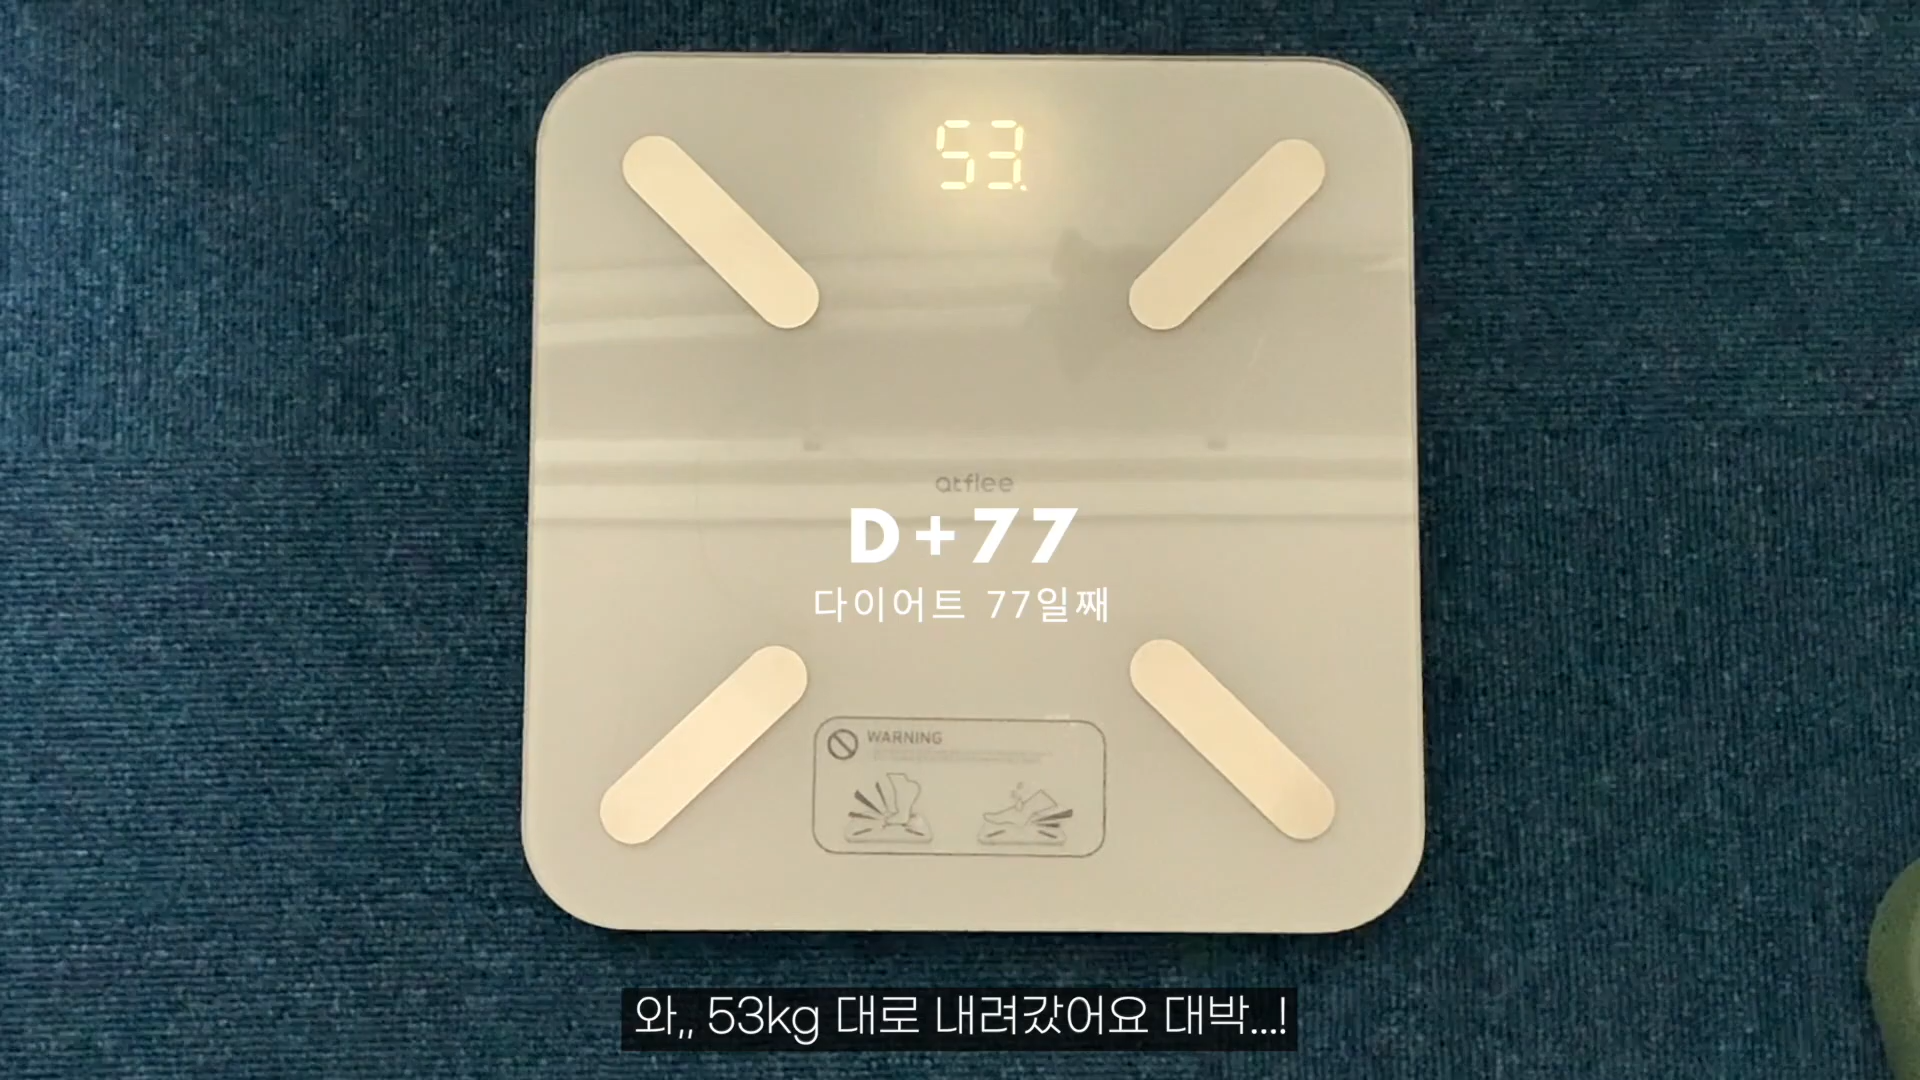 53.
atflee
D+77
다이어트 77일째
WARNING
와,, 53kg 대로 내려갔어요 대박...!